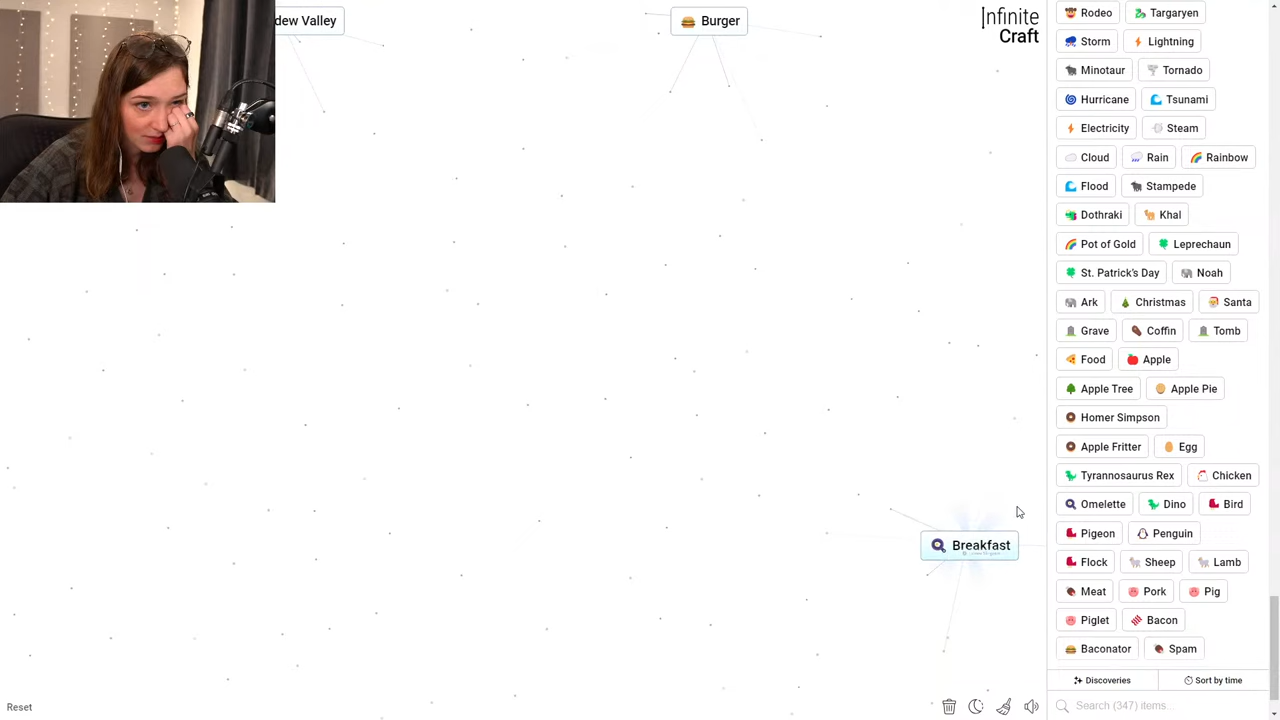 dew Valley
Burger
Infinite
Craft
Breakfast
Rodeo
Targaryen
Storm
Lightning
Minotaur
Tornado
Hurricane
Tsunami
Electricity
Steam
Cloud
Rain
Rainbow
Flood
Stampede
Dothraki
Khal
Pot of Gold
Leprechaun
St. Patrick's Day
Noah
Ark
Christmas
Santa
Grave
Coffin
Tomb
Food
Apple
Apple Tree
Apple Pie
Homer Simpson
Apple Fritter
Egg
Tyrannosaurus Rex
Chicken
Omelette
Dino
Bird
Pigeon
Penguin
Flock
Sheep
Lamb
Meat
Pork
Pig
Piget
Bacon
Baconator
Spam
Discoveries
Sort by time
Reset
Search (347) items...